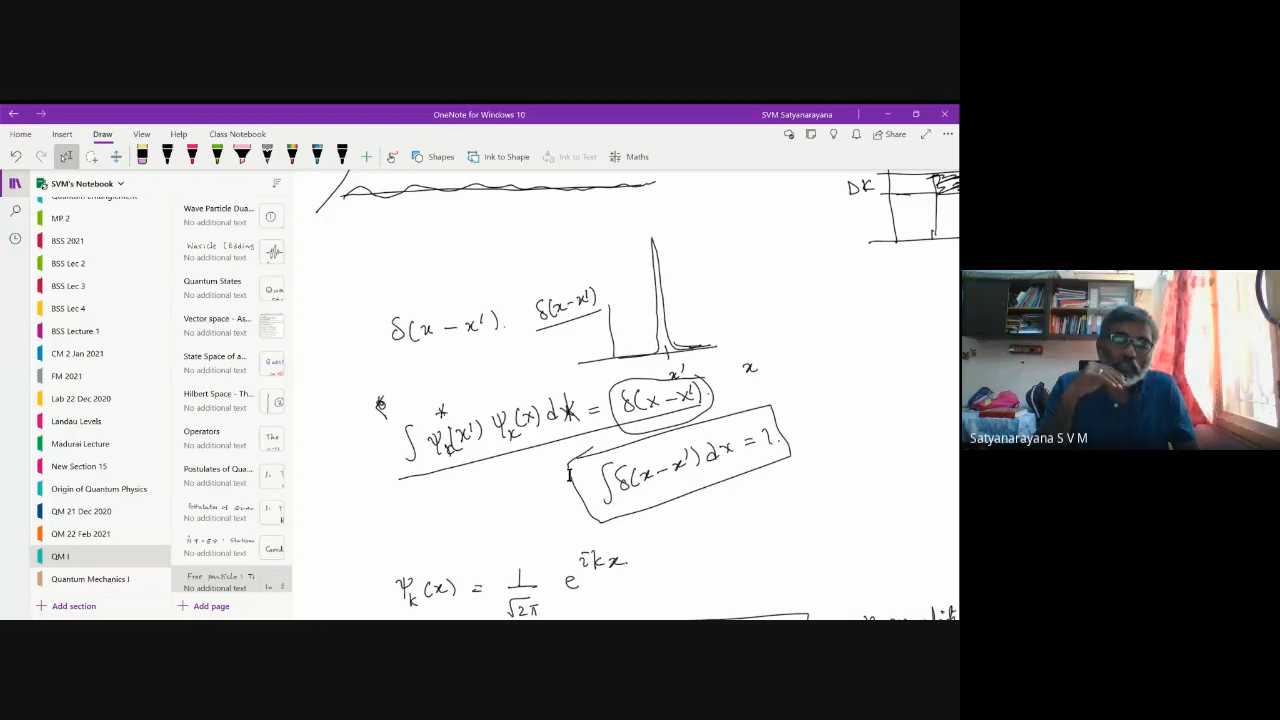 OneNote for Windows 10
SVM Satyanarayana
Home Insert Draw View Help Class Notebook
Share
Shapes Ink to Shape Ink to Text Maths
SVM's Notebook
MP 2
BSS 2021
BSS Lec 2
BSS Lec 3
BSS Lec 4
BSS Lecture 1
CM 2 Jan 2021
FM 2021
Lab 22 Dec 2020
Landau Levels
Madurai Lecture
New Section 15
Origin of Quantum Physics
QM 21 Dec 2020
QM 22 Feb 2021
QM I
Quantum Mechanics I
Add section
Wave Particle Dua...
No additional text
Wavicle (Edding
No additional text
Quantum States
No additional text
Vector space - As...
No additional text
State Space of a...
No additional text
Hilbert Space - Th...
No additional text
Operators
No additional text
Postulates of Qua...
No additional text
Postulates of Quan
No additional text
No additional text
Free particle : Ti
No additional text
Add page
ΔK
δ(x − x′).
δ(x−x′)
x′
x
∫ ψ*k(x′) ψk(x) dk = δ(x−x′).
∫ δ(x−x′) dx = 1.
ψk(x) = 1/√2π e^ikx.
Satyanarayana S V M